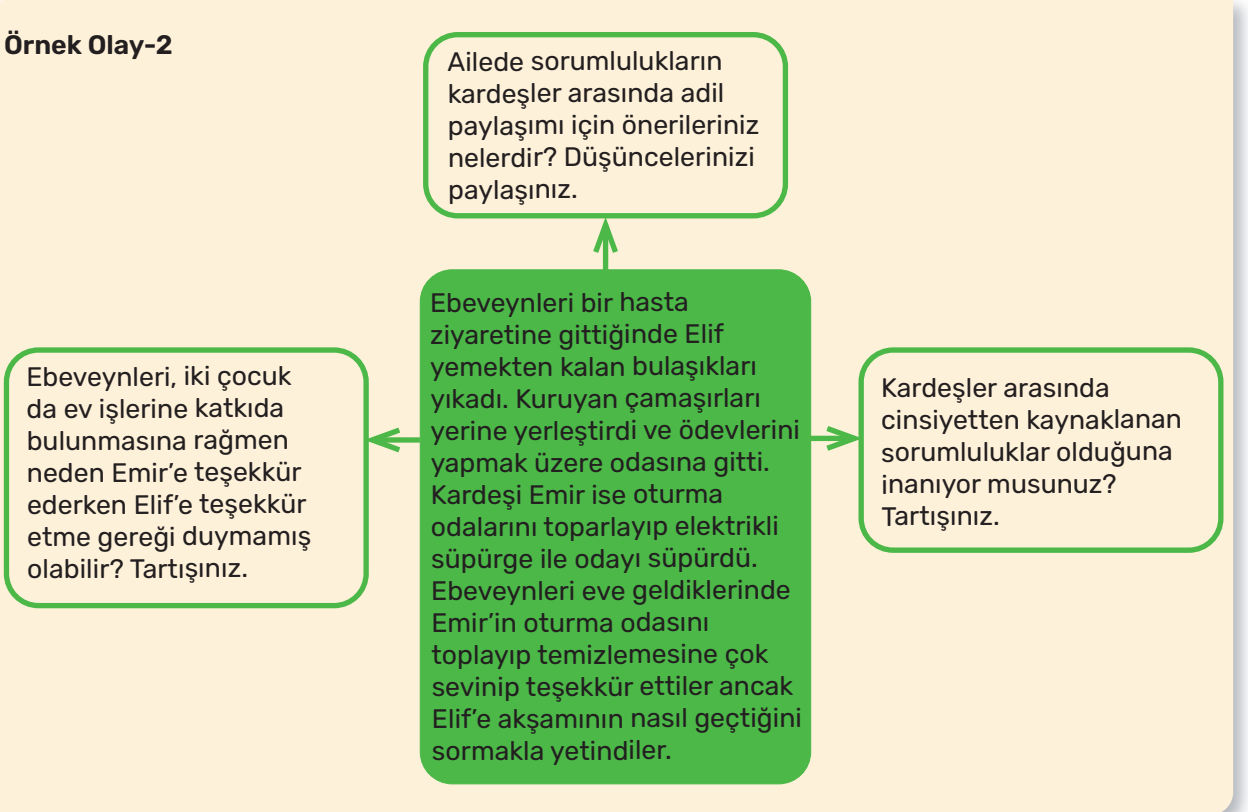 Örnek Olay-2
Ailede sorumlulukların
kardeşler arasında adil
paylaşımı için önerileriniz
nelerdir? Düşüncelerinizi
paylaşınız.
Ebeveynleri, iki çocuk
da ev işlerine katkıda
bulunmasına rağmen
neden Emir’e teşekkür
ederken Elif’e teşekkür
etme gereği duymamış
olabilir? Tartışınız.
Ebeveynleri bir hasta
ziyaretine gittiğinde Elif
yemekten kalan bulaşıkları
yıkadı. Kuruyan çamaşırları
yerine yerleştirdi ve ödevlerini
yapmak üzere odasına gitti.
Kardeşi Emir ise oturma
odalarını toparlayıp elektrikli
süpürge ile odayı süpürdü.
Ebeveynleri eve geldiklerinde
Emir’in oturma odasını
toplayıp temizlemesine çok
sevinip teşekkür ettiler ancak
Elif’e akşamının nasıl geçtiğini
sormakla yetindiler.
Kardeşler arasında
cinsiyetten kaynaklanan
sorumluluklar olduğuna
inanıyor musunuz?
Tartışınız.